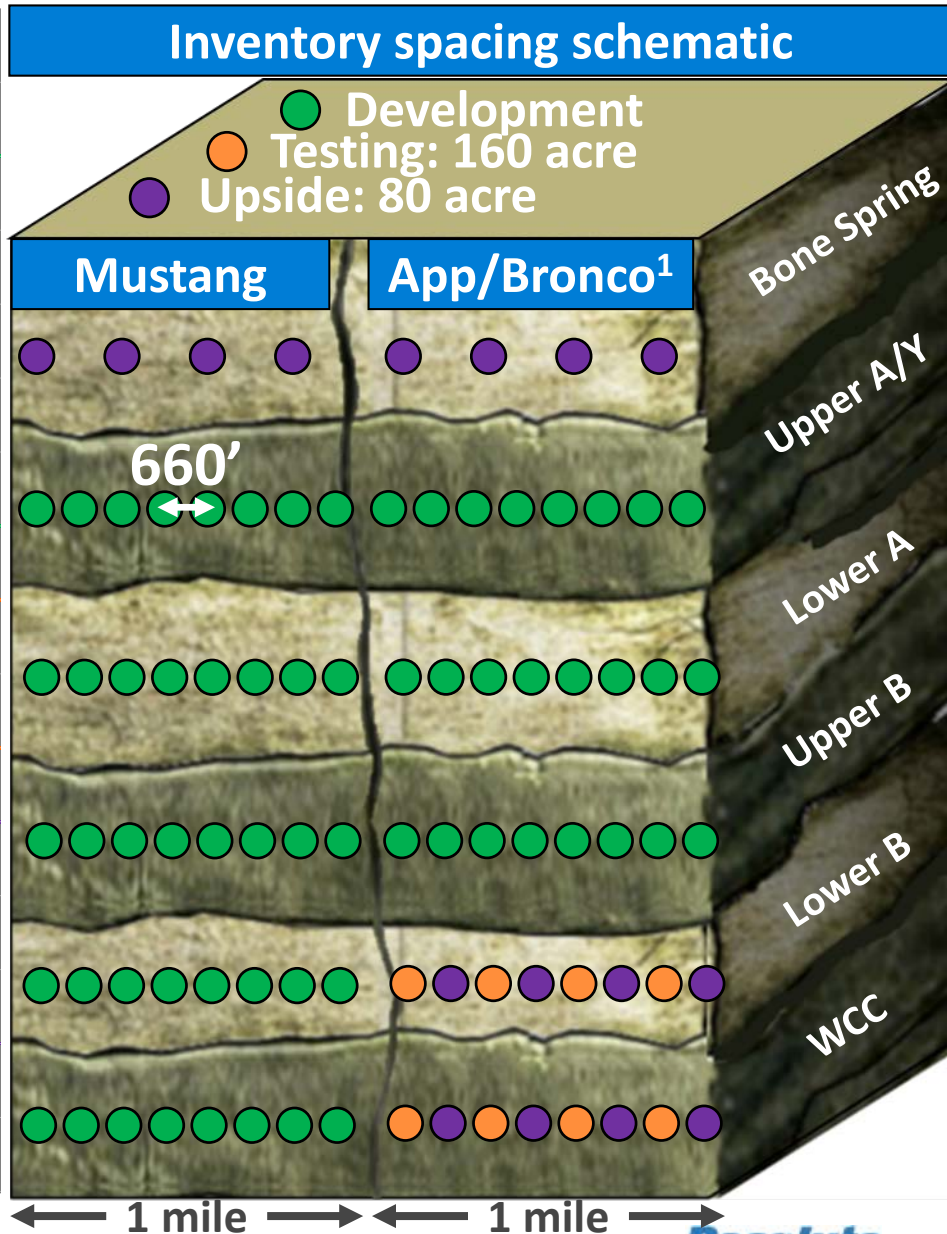 Inventory spacing schematic
Development
Testing: 160 acre
Upside: 80 acre
Mustang
App/Bronco¹
Bone Spring
Upper A/Y
660’
Lower A
Upper B
Lower B
WCC
1 mile
1 mile